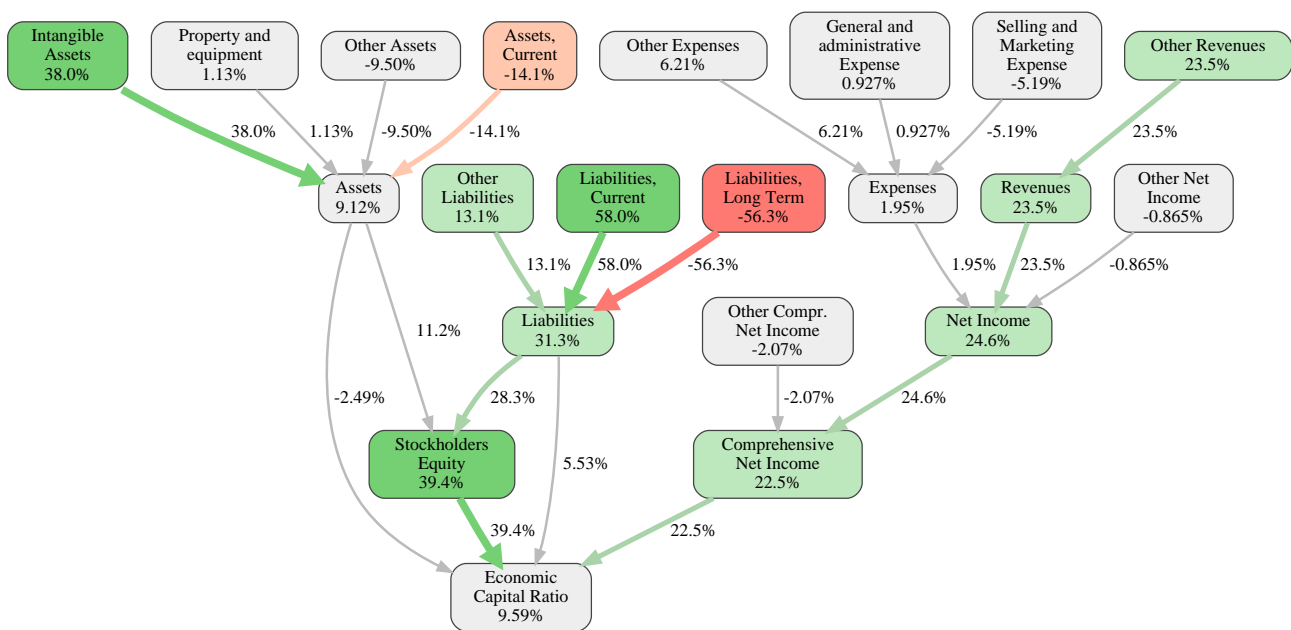 Intangible
Assets
38.0%
Property and
equipment
1.13%
Other Assets
-9.50%
Assets,
Current
-14.1%
Other Expenses
6.21%
General and
administrative
Expense
0.927%
Selling and
Marketing
Expense
-5.19%
Other Revenues
23.5%
38.0%
1.13%
-9.50%
-14.1%
6.21%
0.927%
-5.19%
23.5%
Assets
9.12%
Other
Liabilities
13.1%
Liabilities,
Current
58.0%
Liabilities,
Long Term
-56.3%
Expenses
1.95%
Revenues
23.5%
Other Net
Income
-0.865%
13.1%
58.0%
-56.3%
1.95%
23.5%
-0.865%
11.2%
Liabilities
31.3%
Other Compr.
Net Income
-2.07%
Net Income
24.6%
-2.49%
28.3%
-2.07%
24.6%
Stockholders
Equity
39.4%
5.53%
Comprehensive
Net Income
22.5%
39.4%
22.5%
Economic
Capital Ratio
9.59%